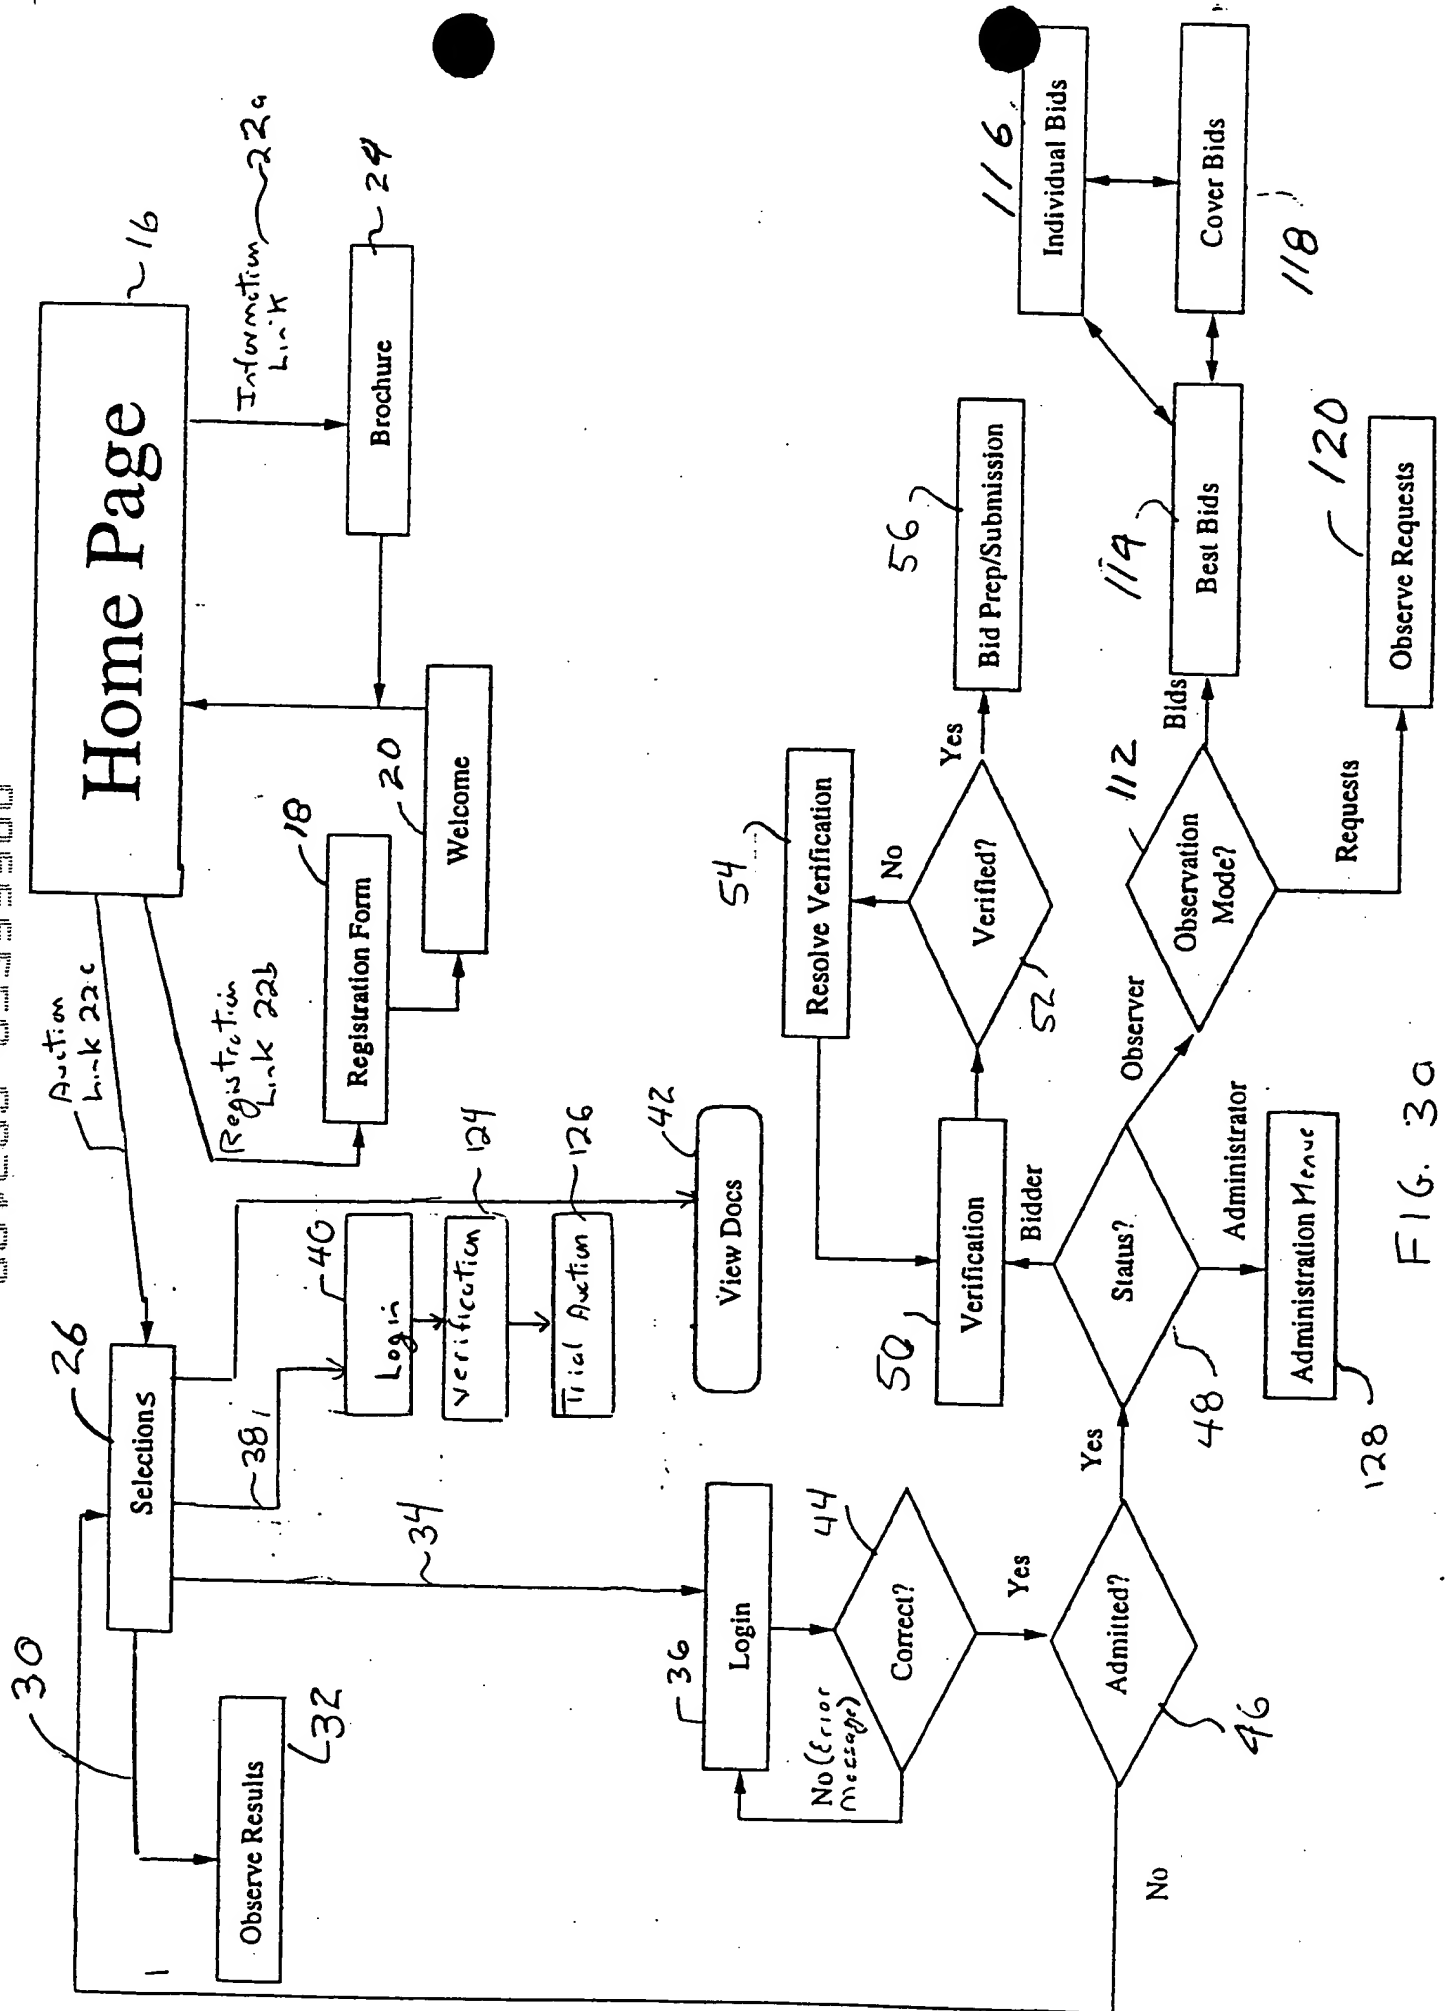 Home Page
16
Auction
Link 22c
Registration
Link 22b
Information
Link
22a
Brochure
24
Registration Form
18
Welcome
20
Selections
26
30
Observe Results
32
34
38
Login
40
Verification
124
Trial Auction
126
View Docs
42
Login
36
Correct?
44
No (Error
message)
Yes
Admitted?
46
No
Yes
Status?
48
Bidder
Observer
Administrator
Administration Menue
128
Verification
50
Verified?
52
No
Yes
Resolve Verification
54
Bid Prep/Submission
56
Observation
Mode?
112
Bids
Requests
Best Bids
114
Individual Bids
116
Cover Bids
118
Observe Requests
120
FIG. 3a